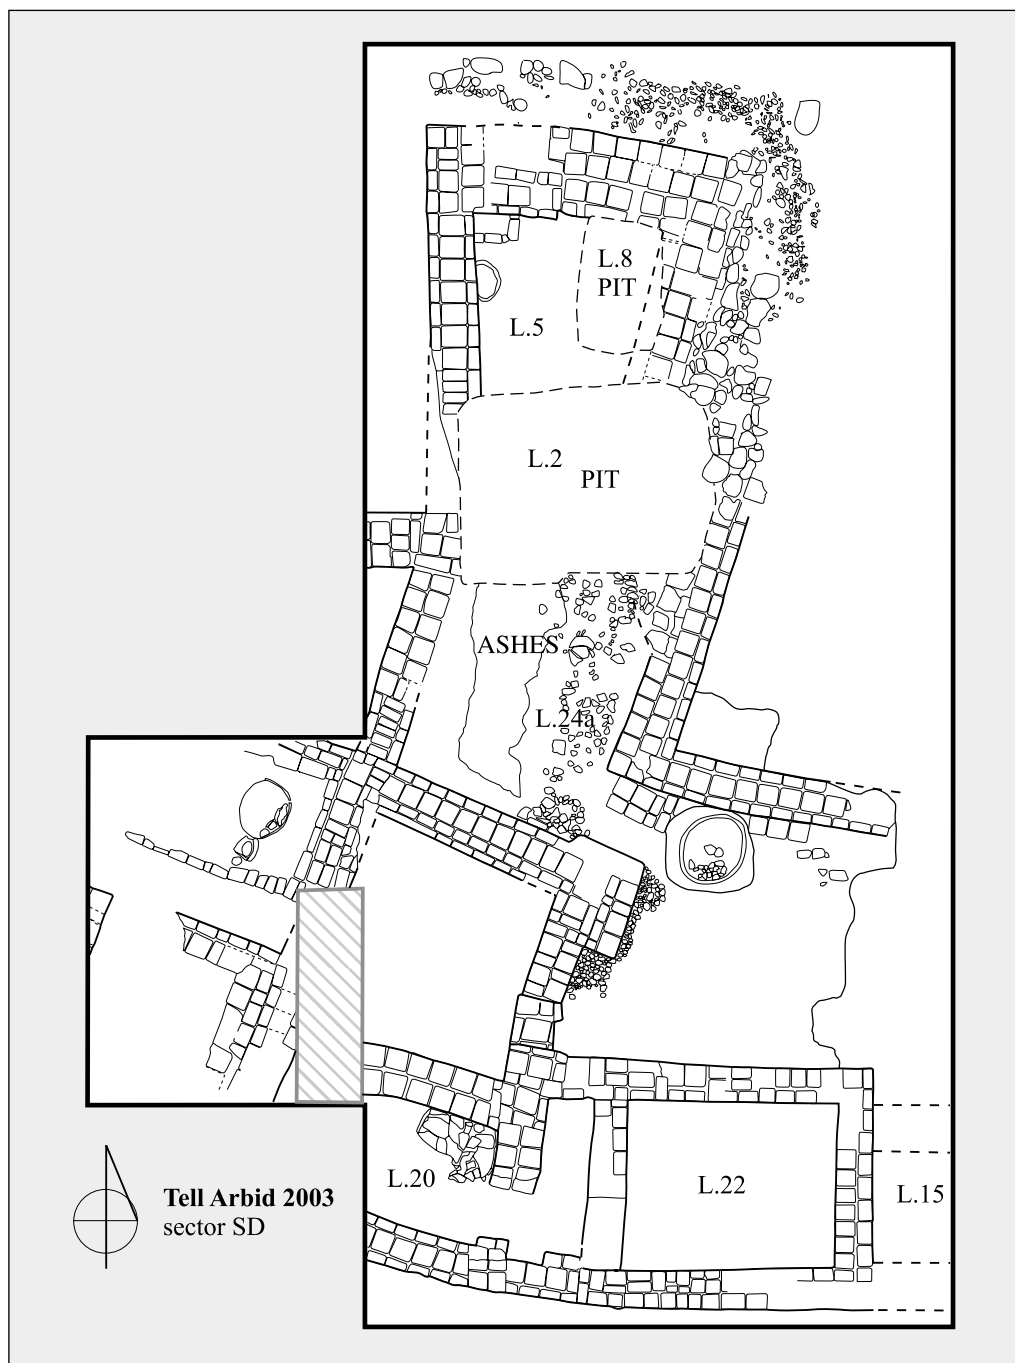 L.8
PIT
L.5
L.2
PIT
ASHES
L.24a
L.20
L.22
L.15
Tell Arbid 2003
sector SD